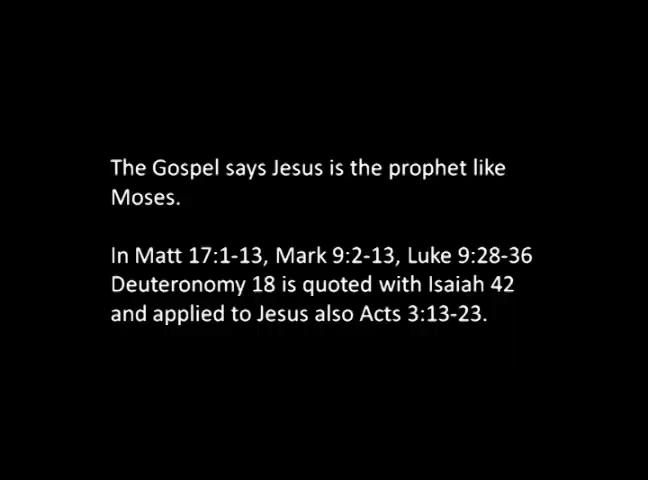 The Gospel says Jesus is the prophet like
Moses.
In Matt 17:1-13, Mark 9:2-13, Luke 9:28-36
Deuteronomy 18 is quoted with Isaiah 42
and applied to Jesus also Acts 3:13-23.